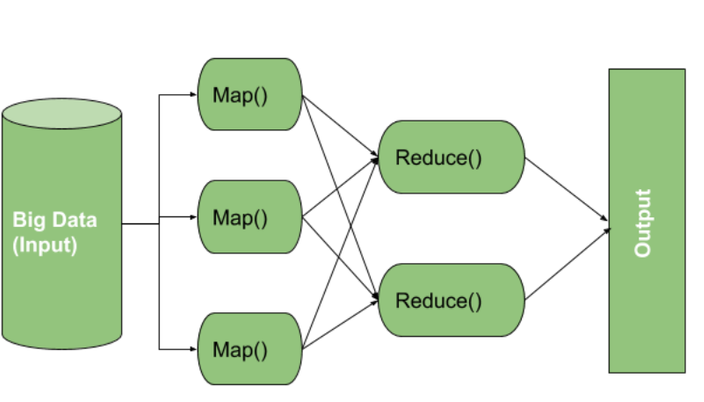 Big Data
(Input)
Map()
Map()
Map()
Reduce()
Reduce()
Output